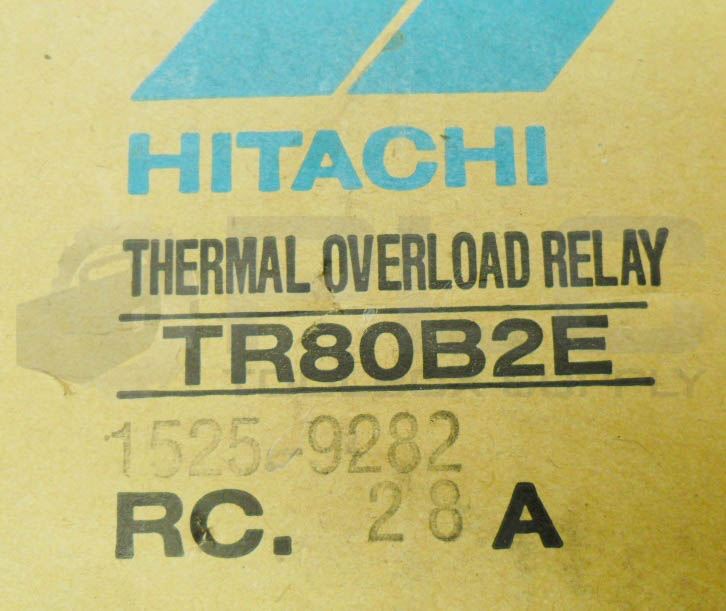 HITACHI
THERMAL OVERLOAD RELAY
TR80B2E
1525-9282
RC. 28 A